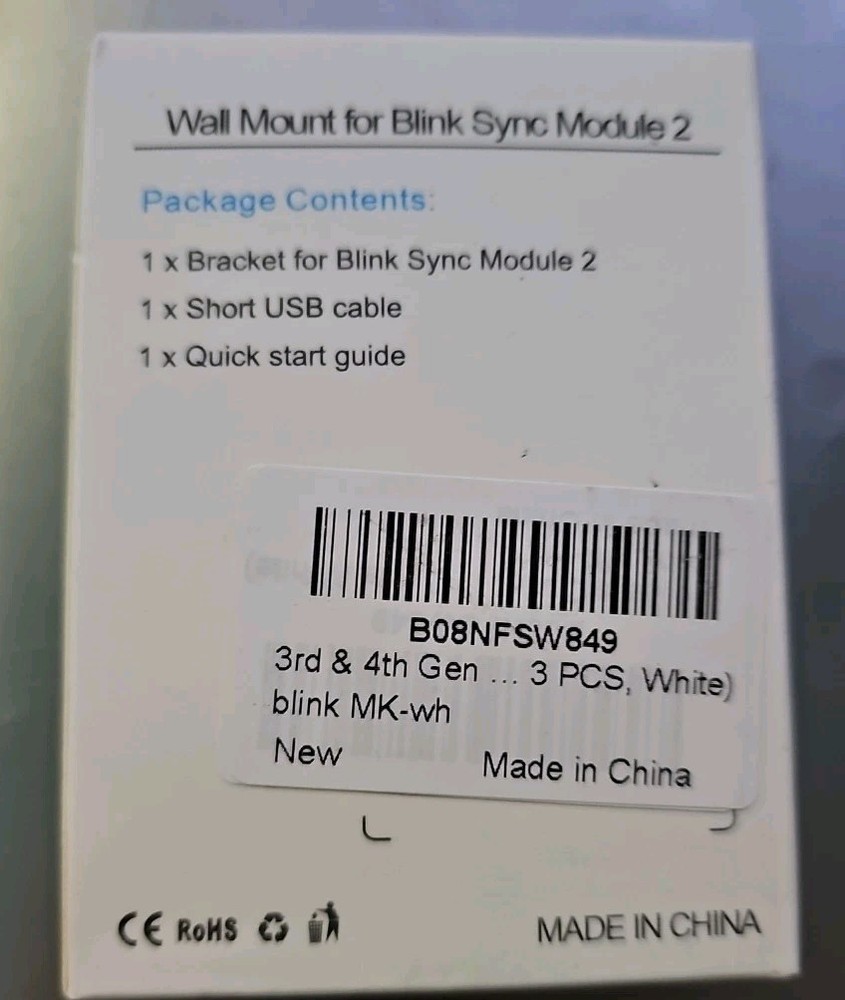 Wall Mount for Blink Sync Module 2
Package Contents:
1 x Bracket for Blink Sync Module 2
1 x Short USB cable
1 x Quick start guide
B08NFSW849
3rd & 4th Gen ... 3 PCS, White)
blink MK-wh
New Made in China
CE RoHS MADE IN CHINA